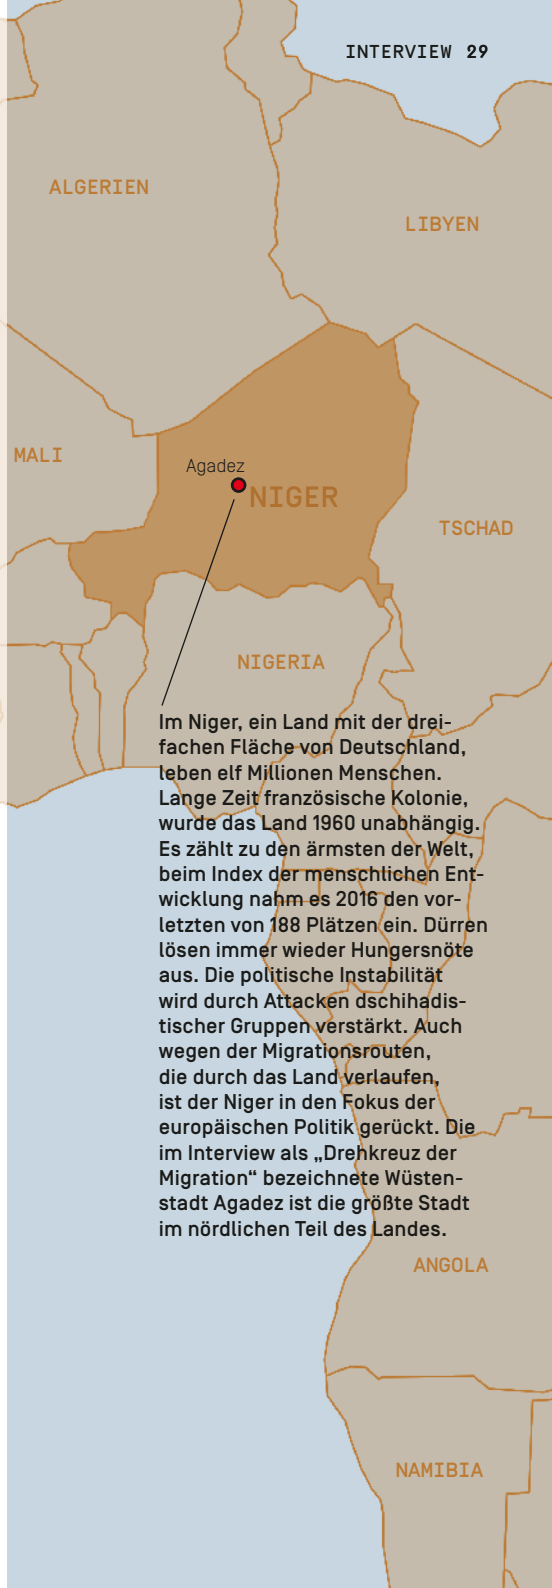 INTERVIEW 29
ALGERIEN
LIBYEN
MALI
Agadez
NIGER
TSCHAD
NIGERIA
Im Niger, ein Land mit der drei-
fachen Fläche von Deutschland,
leben elf Millionen Menschen.
Lange Zeit französische Kolonie,
wurde das Land 1960 unabhängig.
Es zählt zu den ärmsten der Welt,
beim Index der menschlichen Ent-
wicklung nahm es 2016 den vor-
letzten von 188 Plätzen ein. Dürren
lösen immer wieder Hungersnöte
aus. Die politische Instabilität
wird durch Attacken dschihadis-
tischer Gruppen verstärkt. Auch
wegen der Migrationsrouten,
die durch das Land verlaufen,
ist der Niger in den Fokus der
europäischen Politik gerückt. Die
im Interview als „Drehkreuz der
Migration“ bezeichnete Wüsten-
stadt Agadez ist die größte Stadt
im nördlichen Teil des Landes.
ANGOLA
NAMIBIA